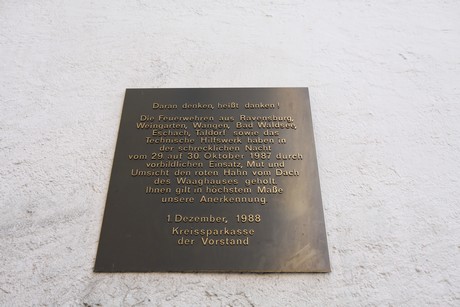 Daran denken, heißt danken!
Die Feuerwehren aus Ravensburg,
Weingarten, Wangen, Bad Waldsee,
Eschach, Taldorf sowie das
Technische Hilfswerk haben in
der schrecklichen Nacht
vom 29. auf 30. Oktober 1987 durch
vorbildlichen Einsatz, Mut und
Umsicht den roten Hahn vom Dach
des Waaghauses geholt.
Ihnen gilt in höchstem Maße
unsere Anerkennung
1. Dezember, 1988
Kreissparkasse
der Vorstand